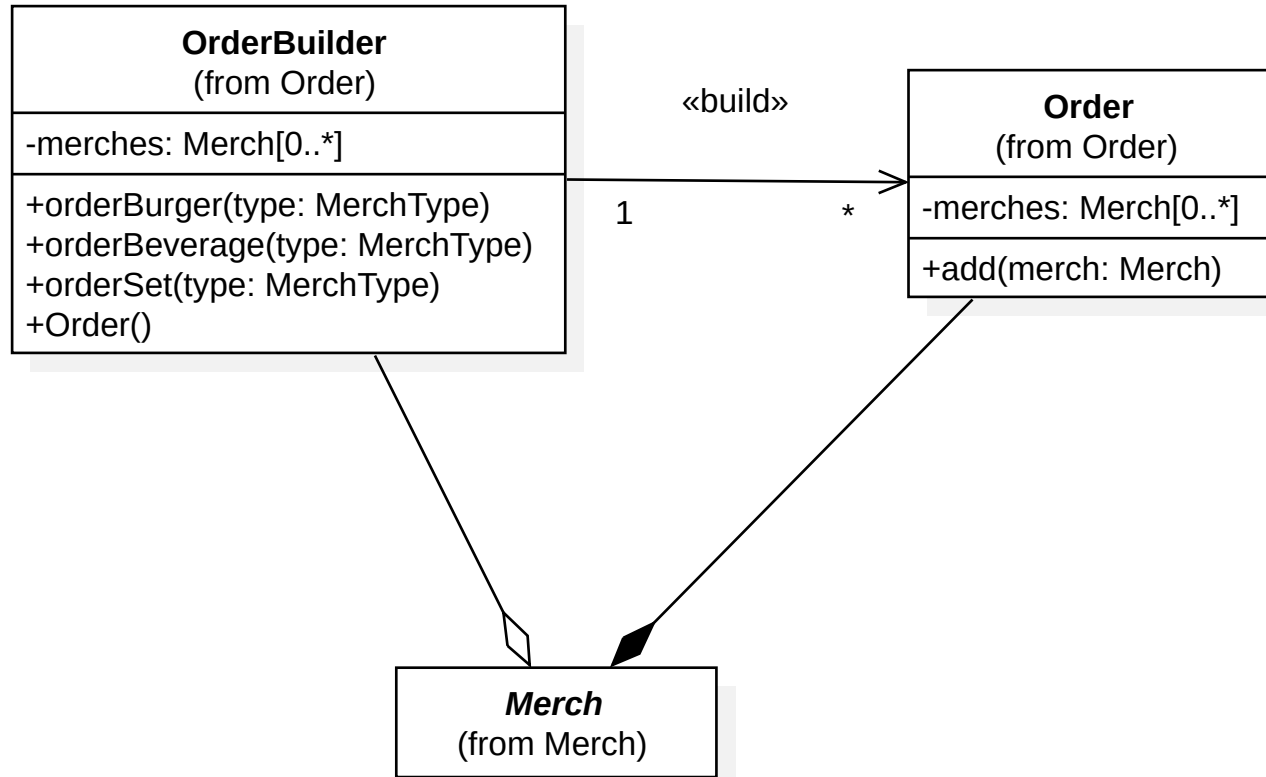 OrderBuilder
(from Order)
-merches: Merch[0..*]
+orderBurger(type: MerchType)
+orderBeverage(type: MerchType)
+orderSet(type: MerchType)
+Order()
«build»
1
*
Order
(from Order)
-merches: Merch[0..*]
+add(merch: Merch)
Merch
(from Merch)